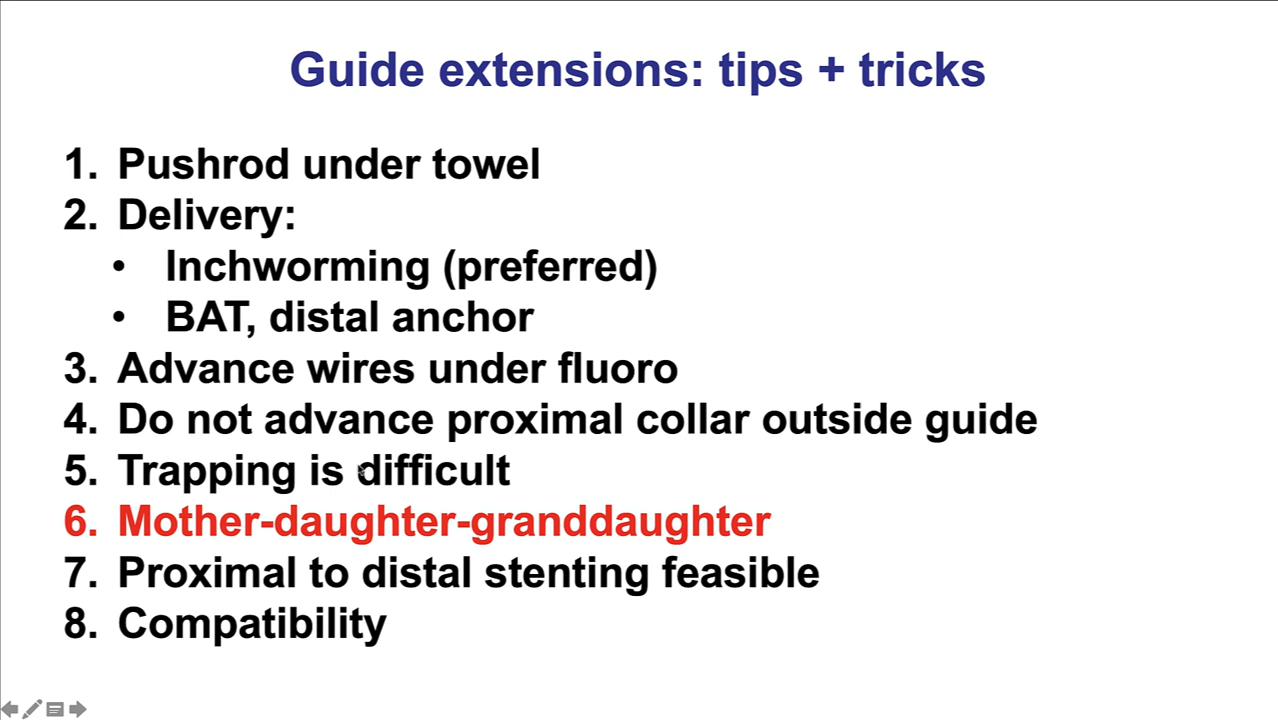 Guide extensions: tips + tricks
1. Pushrod under towel
2. Delivery:
• Inchworming (preferred)
• BAT, distal anchor
3. Advance wires under fluoro
4. Do not advance proximal collar outside guide
5. Trapping is difficult
6. Mother-daughter-granddaughter
7. Proximal to distal stenting feasible
8. Compatibility